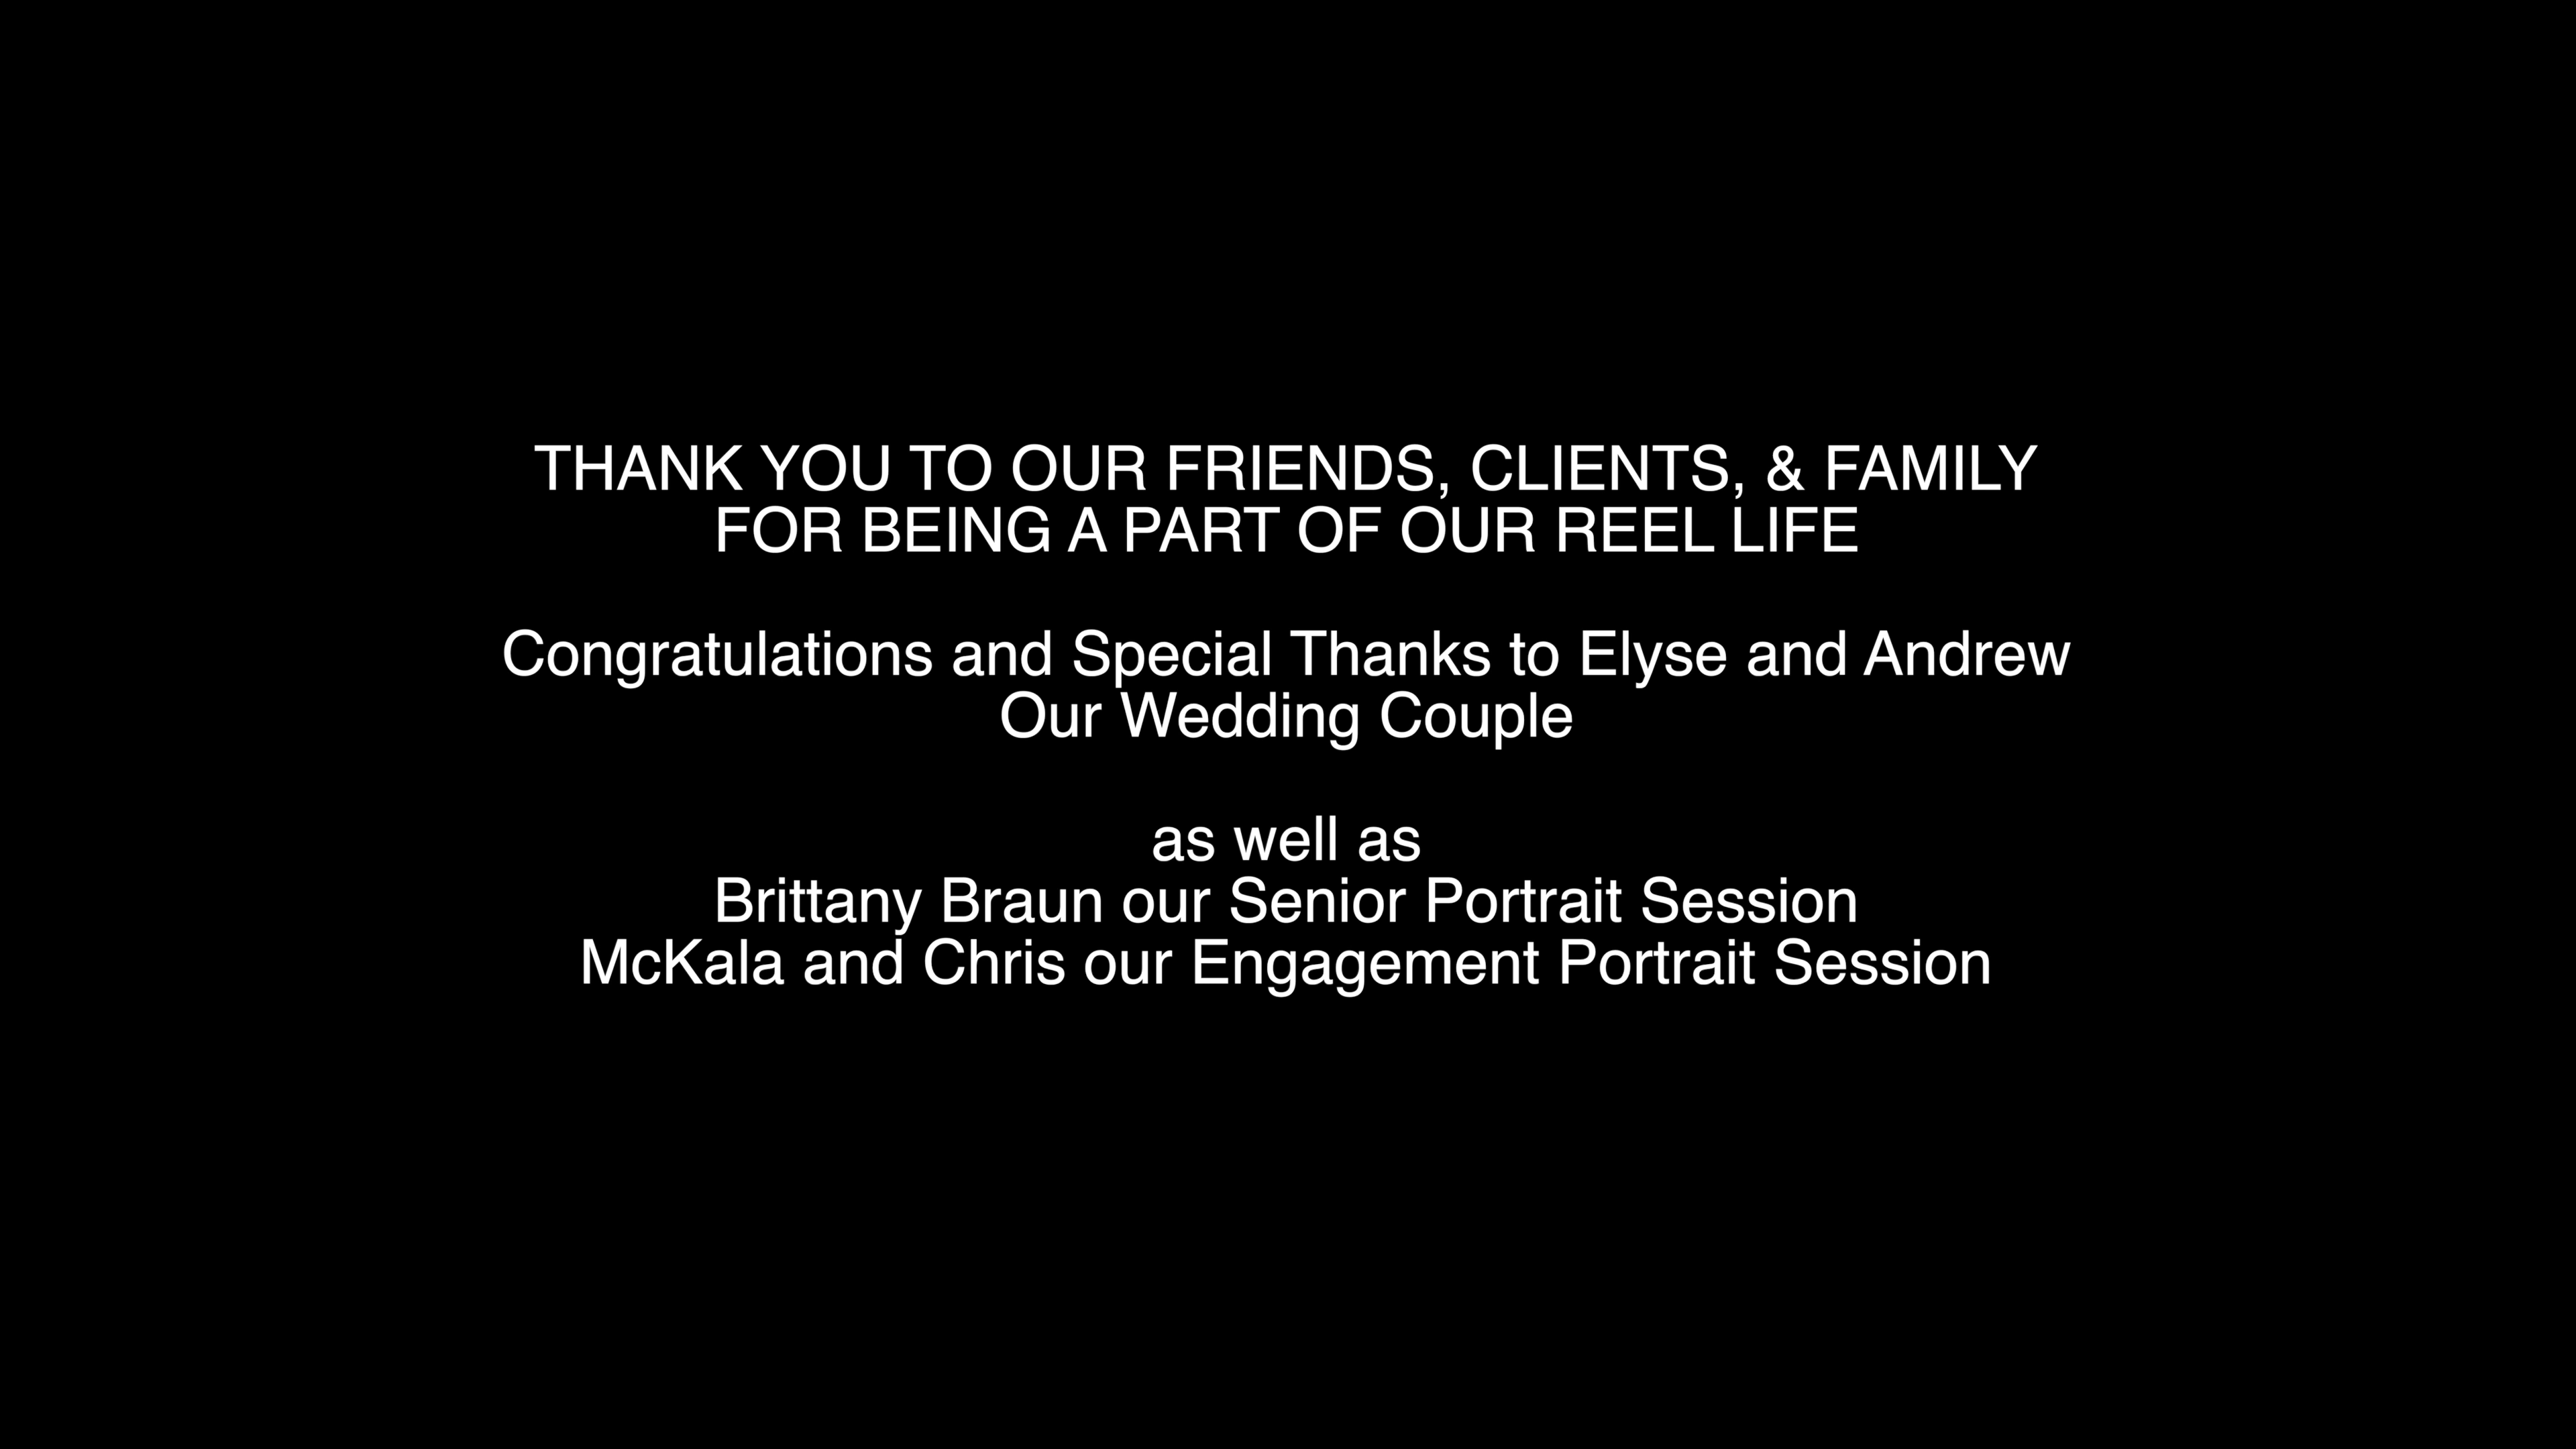 THANK YOU TO OUR FRIENDS, CLIENTS, & FAMILY
FOR BEING A PART OF OUR REEL LIFE
Congratulations and Special Thanks to Elyse and Andrew
Our Wedding Couple
as well as
Brittany Braun our Senior Portrait Session
McKala and Chris our Engagement Portrait Session